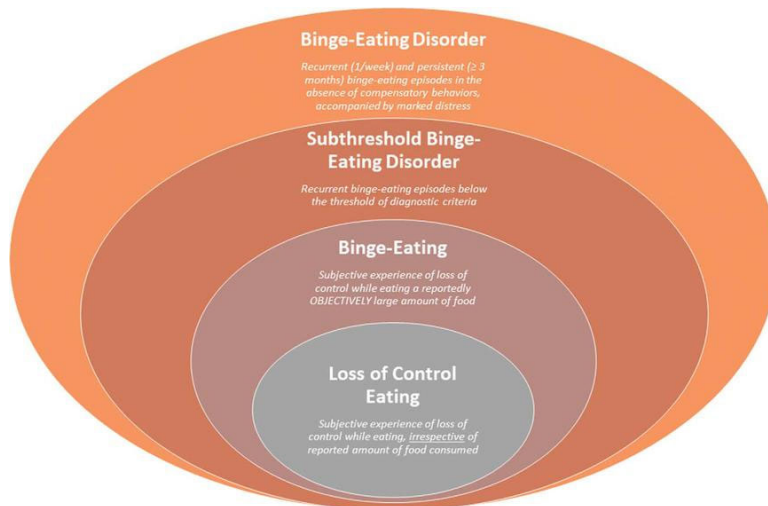 Binge-Eating Disorder
Recurrent (1/week) and persistent (≥ 3
months) binge-eating episodes in the
absence of compensatory behaviors,
accompanied by marked distress
Subthreshold Binge-
Eating Disorder
Recurrent binge-eating episodes below
the threshold of diagnostic criteria
Binge-Eating
Subjective experience of loss of
control while eating a reportedly
OBJECTIVELY large amount of food
Loss of Control
Eating
Subjective experience of loss of
control while eating, irrespective of
reported amount of food consumed